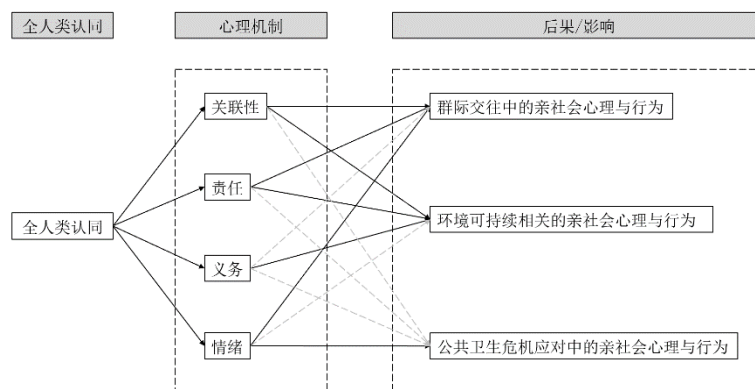 全人类认同
心理机制
后果/影响
关联性
群际交往中的亲社会心理与行为
责任
全人类认同
环境可持续相关的亲社会心理与行为
义务
情绪
公共卫生危机应对中的亲社会心理与行为